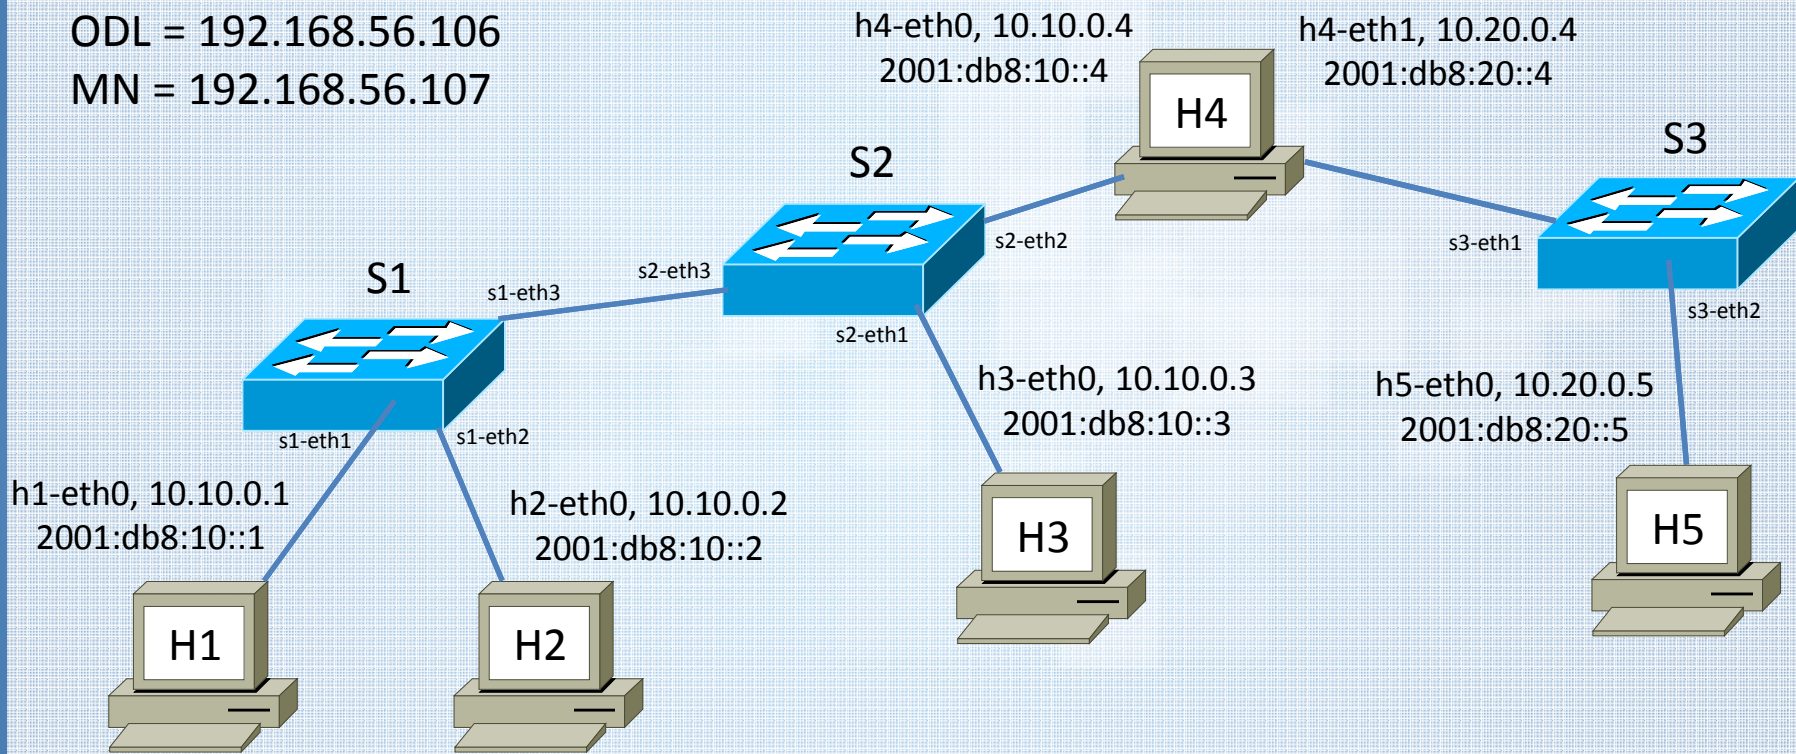 ODL = 192.168.56.106
MN = 192.168.56.107
h4-eth0, 10.10.0.4
2001:db8:10::4
h4-eth1, 10.20.0.4
2001:db8:20::4
H4
S3
S2
s2-eth2
s3-eth1
S1
s2-eth3
s1-eth3
s3-eth2
s2-eth1
h3-eth0, 10.10.0.3
2001:db8:10::3
h5-eth0, 10.20.0.5
2001:db8:20::5
s1-eth1
s1-eth2
h1-eth0, 10.10.0.1
2001:db8:10::1
h2-eth0, 10.10.0.2
2001:db8:10::2
H3
H5
H1
H2